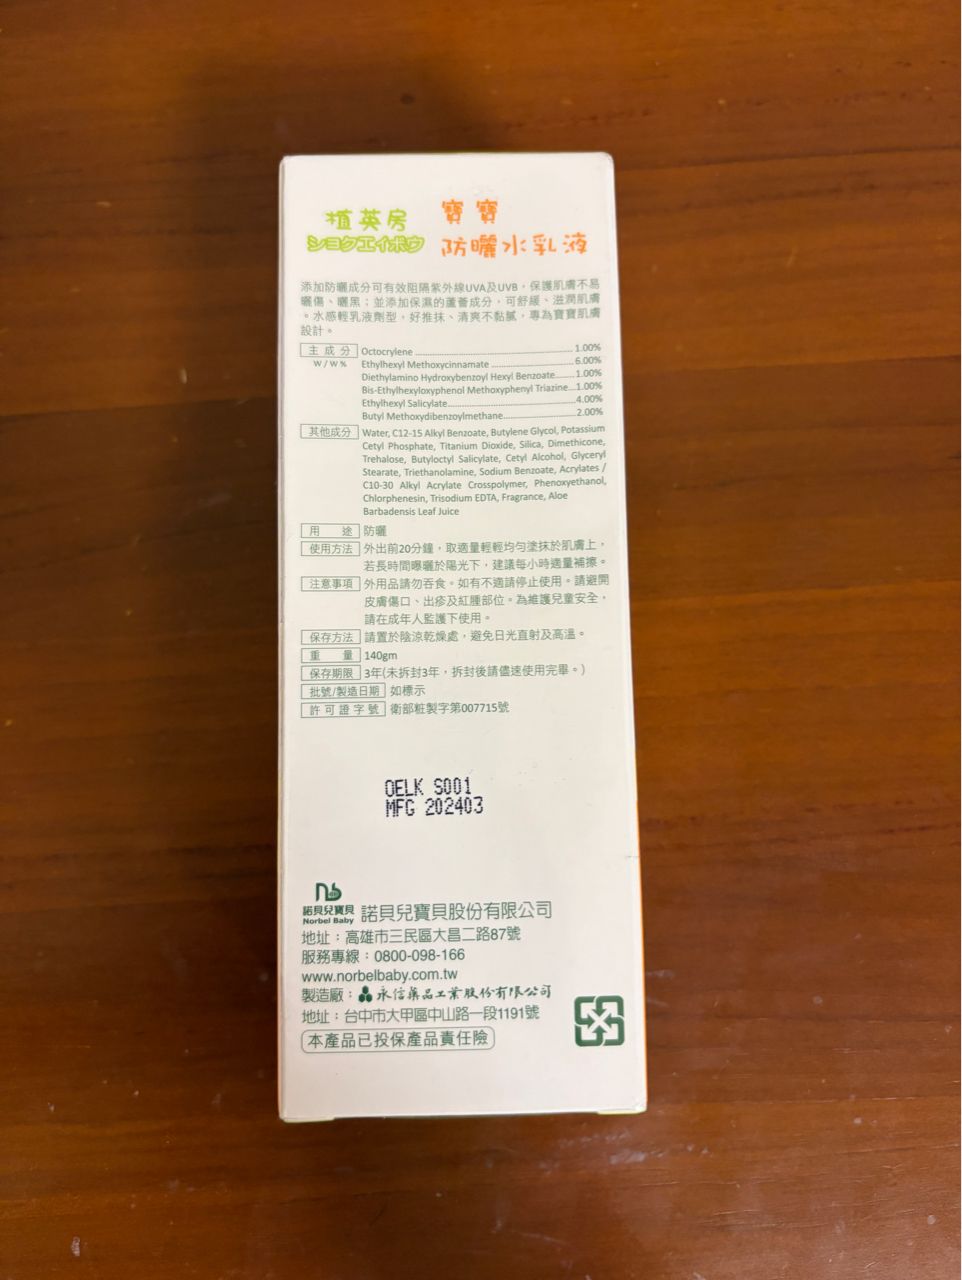 植英房
ショクエイボウ
寶寶
防曬水乳液
添加防曬成分可有效阻隔紫外線UVA及UVB，保護肌膚不易
曬傷、曬黑；並添加保濕的蘆薈成分，可舒緩、滋潤肌膚
。水感輕乳液劑型，好推抹、清爽不黏膩，專為寶寶肌膚
設計。
主成分 Octocrylene 1.00%
W/W% Ethylhexyl Methoxycinnamate 6.00%
Diethylamino Hydroxybenzoyl Hexyl Benzoate 1.00%
Bis-Ethylhexyloxyphenol Methoxyphenyl Triazine 1.00%
Ethylhexyl Salicylate 4.00%
Butyl Methoxydibenzoylmethane 2.00%
其他成分 Water, C12-15 Alkyl Benzoate, Butylene Glycol, Potassium
Cetyl Phosphate, Titanium Dioxide, Silica, Dimethicone,
Trehalose, Butyloctyl Salicylate, Cetyl Alcohol, Glyceryl
Stearate, Triethanolamine, Sodium Benzoate, Acrylates /
C10-30 Alkyl Acrylate Crosspolymer, Phenoxyethanol,
Chlorphenesin, Trisodium EDTA, Fragrance, Aloe
Barbadensis Leaf Juice
用途 防曬
使用方法 外出前20分鐘，取適量輕輕均勻塗抹於肌膚上，
若長時間曝曬於陽光下，建議每小時適量補擦。
注意事項 外用品請勿吞食。如有不適請停止使用。請避開
皮膚傷口、出疹及紅腫部位。為維護兒童安全，
請在成年人監護下使用。
保存方法 請置於陰涼乾燥處，避免日光直射及高溫。
重量 140gm
保存期限 3年(未拆封3年，拆封後請儘速使用完畢。)
批號/製造日期 如標示
許可證字號 衛部粧製字第007715號
OELK S001
MFG 202403
nb
諾貝兒寶貝 諾貝兒寶貝股份有限公司
Norbel Baby
地址：高雄市三民區大昌二路87號
服務專線：0800-098-166
www.norbelbaby.com.tw
製造廠：永信藥品工業股份有限公司
地址：台中市大甲區中山路一段1191號
本產品已投保產品責任險